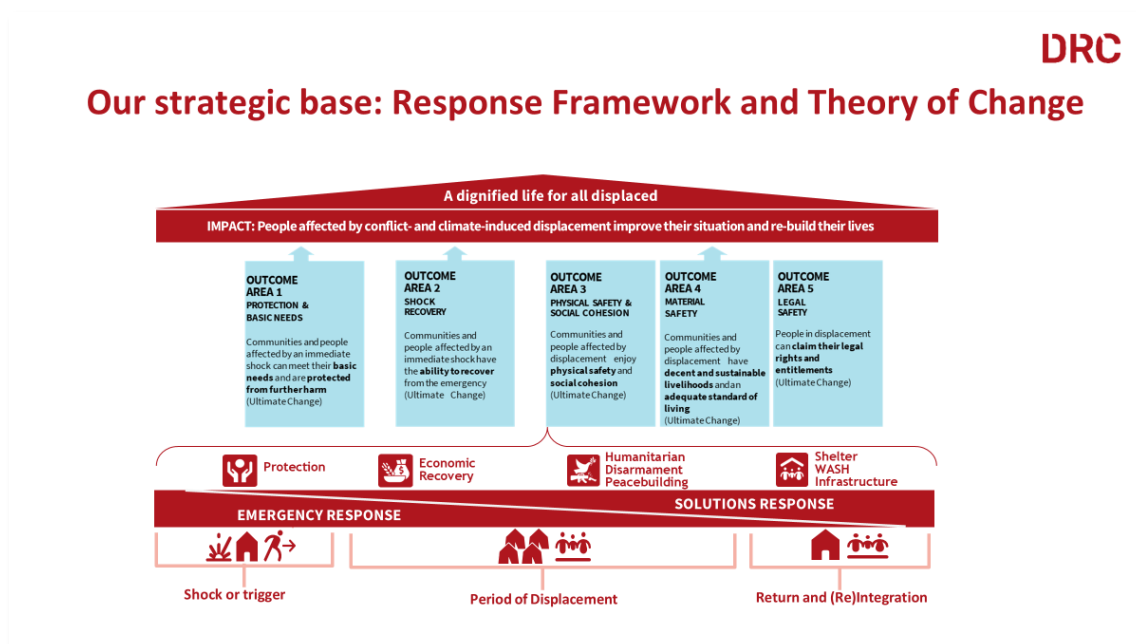 DRC
Our strategic base: Response Framework and Theory of Change
A dignified life for all displaced
IMPACT: People affected by conflict- and climate-induced displacement improve their situation and re-build their lives
OUTCOME
AREA 1
PROTECTION &
BASIC NEEDS
Communities and people
affected by an immediate
shock can meet their basic
needs and are protected
from further harm
(Ultimate Change)
OUTCOME
AREA 2
SHOCK
RECOVERY
Communities and
people affected by an
immediate shock have
the ability to recover
from the emergency
(Ultimate Change)
OUTCOME
AREA 3
PHYSICAL SAFETY &
SOCIAL COHESION
Communities and
people affected by
displacement enjoy
physical safety and
social cohesion
(Ultimate Change)
OUTCOME
AREA 4
MATERIAL
SAFETY
Communities and
people affected by
displacement have
decent and sustainable
livelihoods and an
adequate standard of
living
(Ultimate Change)
OUTCOME
AREA 5
LEGAL
SAFETY
People in displacement
can claim their legal
rights and
entitlements
(Ultimate Change)
Protection
Economic
Recovery
Humanitarian
Disarmament
Peacebuilding
Shelter
WASH
Infrastructure
EMERGENCY RESPONSE
SOLUTIONS RESPONSE
Shock or trigger
Period of Displacement
Return and (Re)Integration